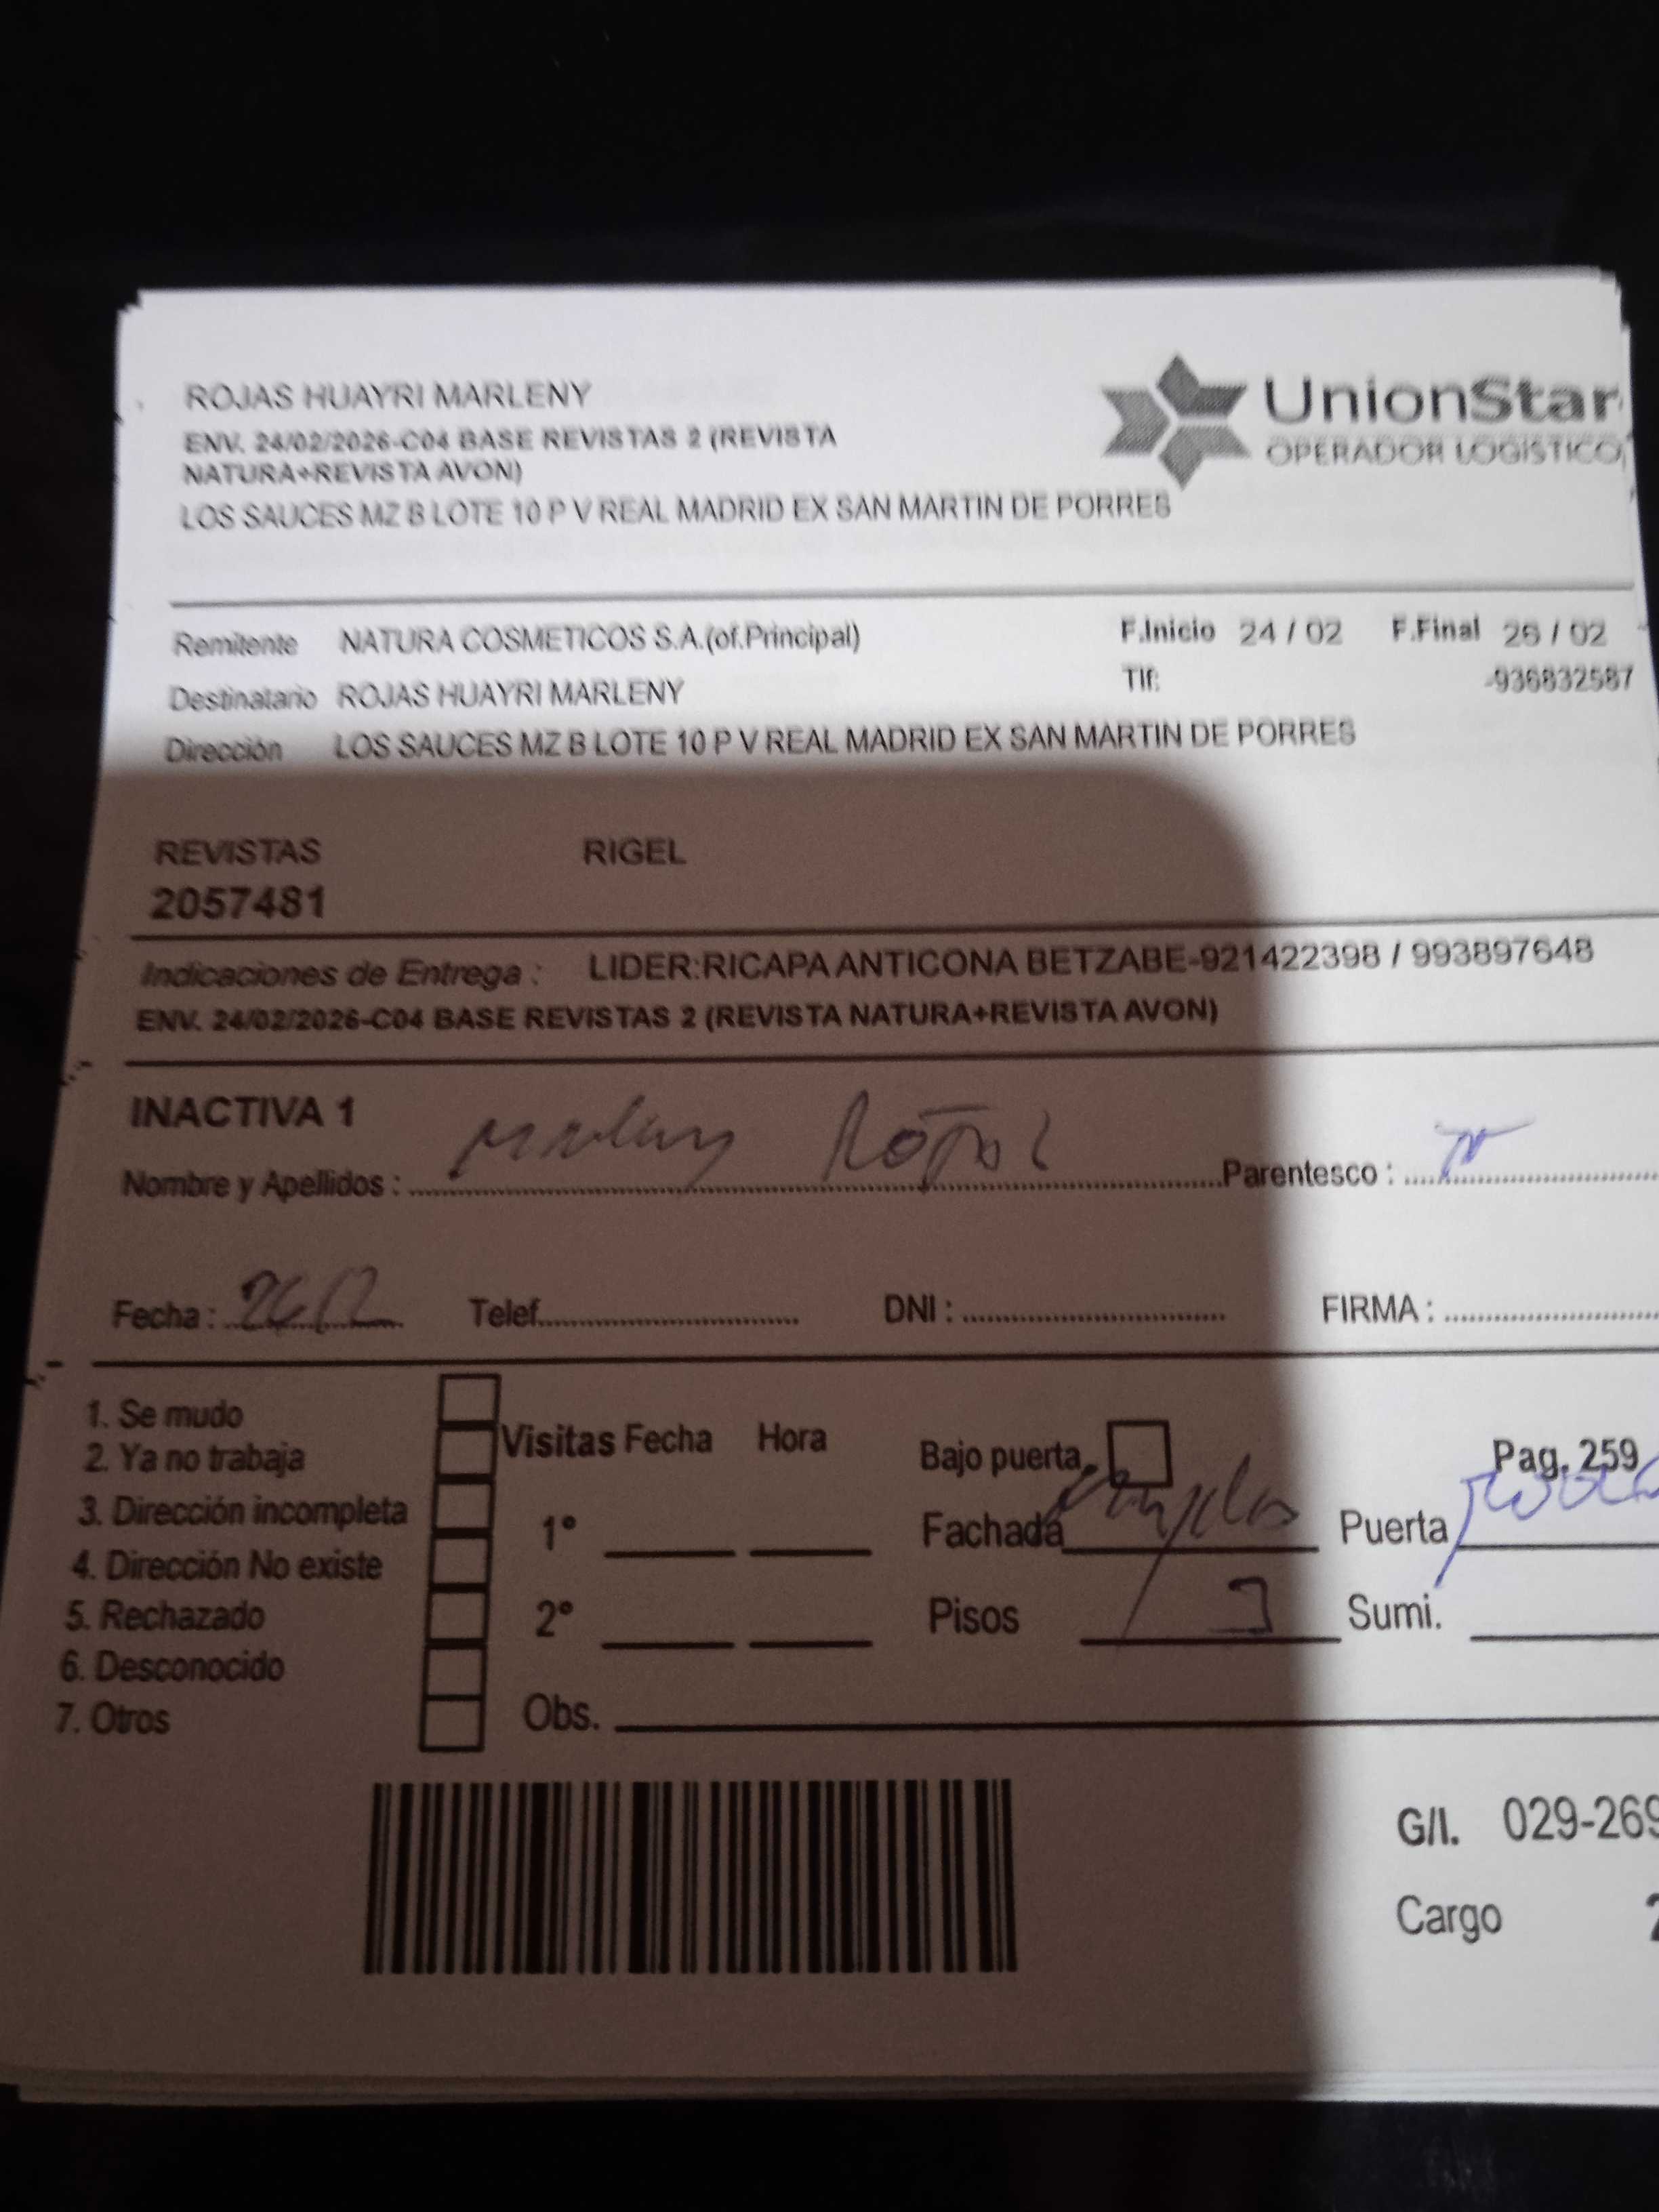 ROJAS HUAYRI MARLENY
ENV. 24/02/2026-C04 BASE REVISTAS 2 (REVISTA
NATURA+REVISTA AVON)
LOS SAUCES MZ B LOTE 10 P V REAL MADRID EX SAN MARTIN DE PORRES
UnionStar
OPERADOR LOGÍSTICO
Remitente NATURA COSMETICOS S.A.(of.Principal) F.Inicio 24 / 02 F.Final 26 / 02
Destinatario ROJAS HUAYRI MARLENY Tlf: -936832587
Dirección LOS SAUCES MZ B LOTE 10 P V REAL MADRID EX SAN MARTIN DE PORRES
REVISTAS RIGEL
2057481
Indicaciones de Entrega : LIDER:RICAPA ANTICONA BETZABE-921422398 / 993897648
ENV. 24/02/2026-C04 BASE REVISTAS 2 (REVISTA NATURA+REVISTA AVON)
INACTIVA 1
Nombre y Apellidos : Rojas Parentesco :
Fecha : Telef. DNI : FIRMA :
1. Se mudo
2. Ya no trabaja
3. Dirección incompleta
4. Dirección No existe
5. Rechazado
6. Desconocido
7. Otros
Visitas Fecha Hora
1°
2°
Obs.
Bajo puerta Pag. 259
Fachada Puerta
Pisos Sumi.
G/I. 029-269
Cargo